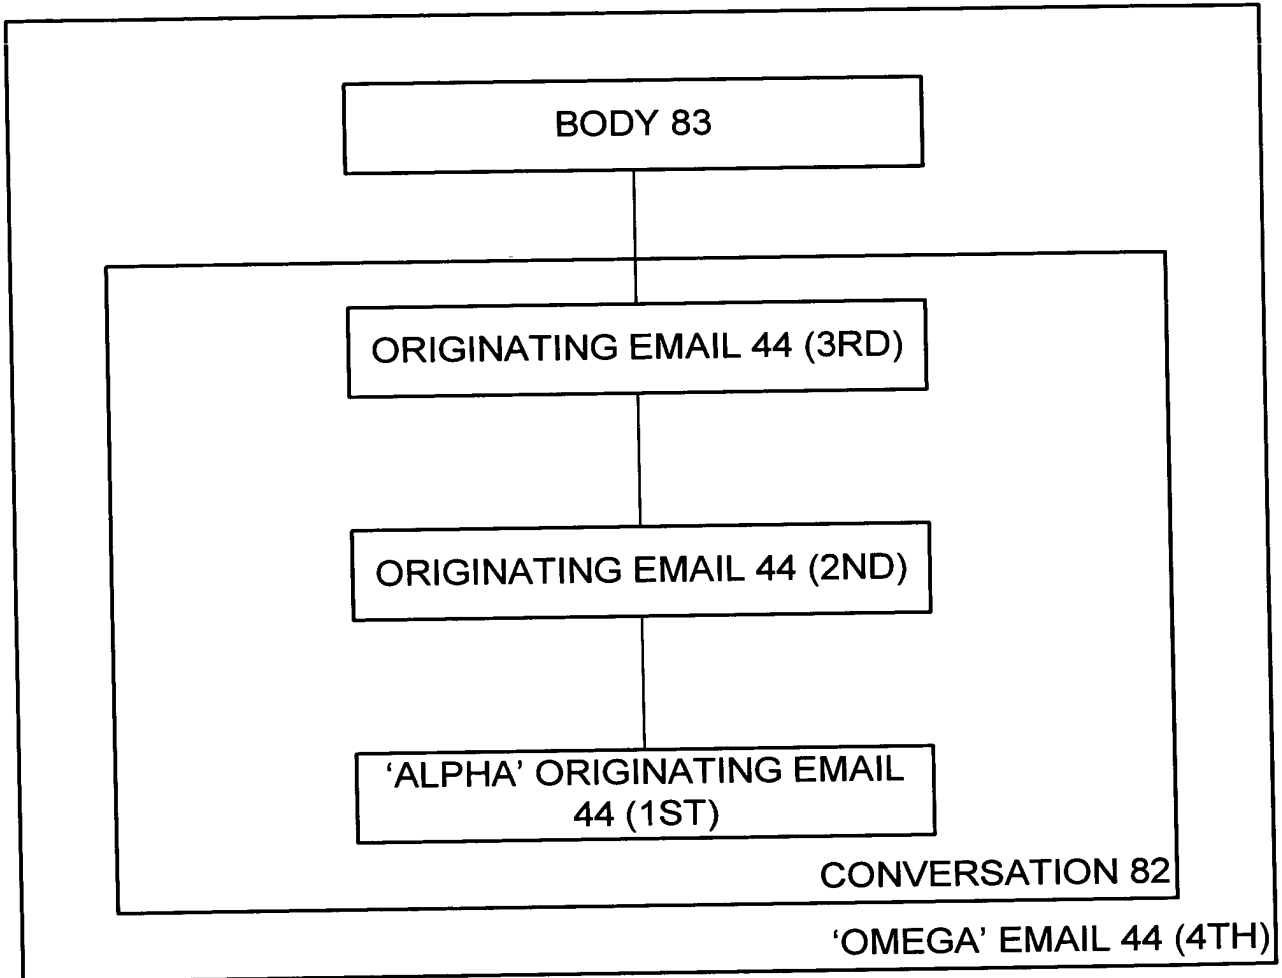 BODY 83
ORIGINATING EMAIL 44 (3RD)
ORIGINATING EMAIL 44 (2ND)
‘ALPHA’ ORIGINATING EMAIL
44 (1ST)
CONVERSATION 82
‘OMEGA’ EMAIL 44 (4TH)